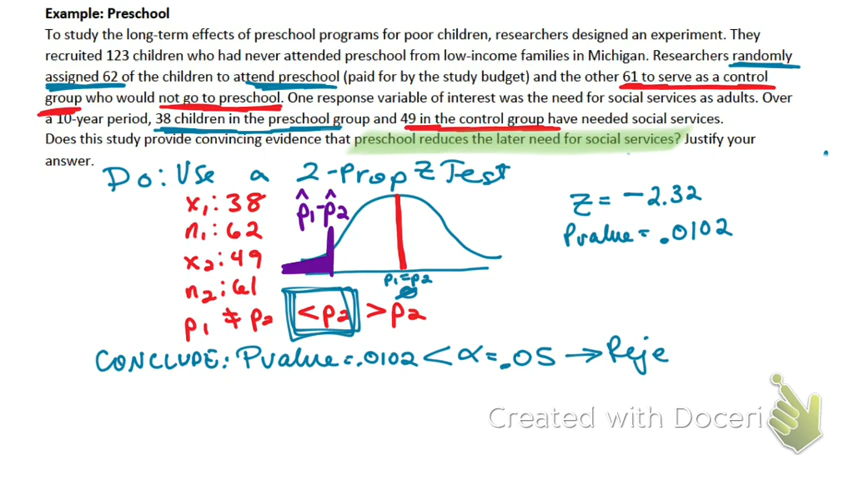 Example: Preschool
To study the long-term effects of preschool programs for poor children, researchers designed an experiment. They
recruited 123 children who had never attended preschool from low-income families in Michigan. Researchers randomly
assigned 62 of the children to attend preschool (paid for by the study budget) and the other 61 to serve as a control
group who would not go to preschool. One response variable of interest was the need for social services as adults. Over
a 10-year period, 38 children in the preschool group and 49 in the control group have needed social services.
Does this study provide convincing evidence that preschool reduces the later need for social services? Justify your
answer.
Do: Use a 2-Prop Z Test
x₁: 38
n₁: 62
x₂: 49
n₂: 61
p₁ ≠ p₂ <p₂ >p₂
p̂₁-p̂₂
p₁=p₂
Z = -2.32
Pvalue = .0102
CONCLUDE: Pvalue = .0102 < α = .05 → Reje
Created with Doceri